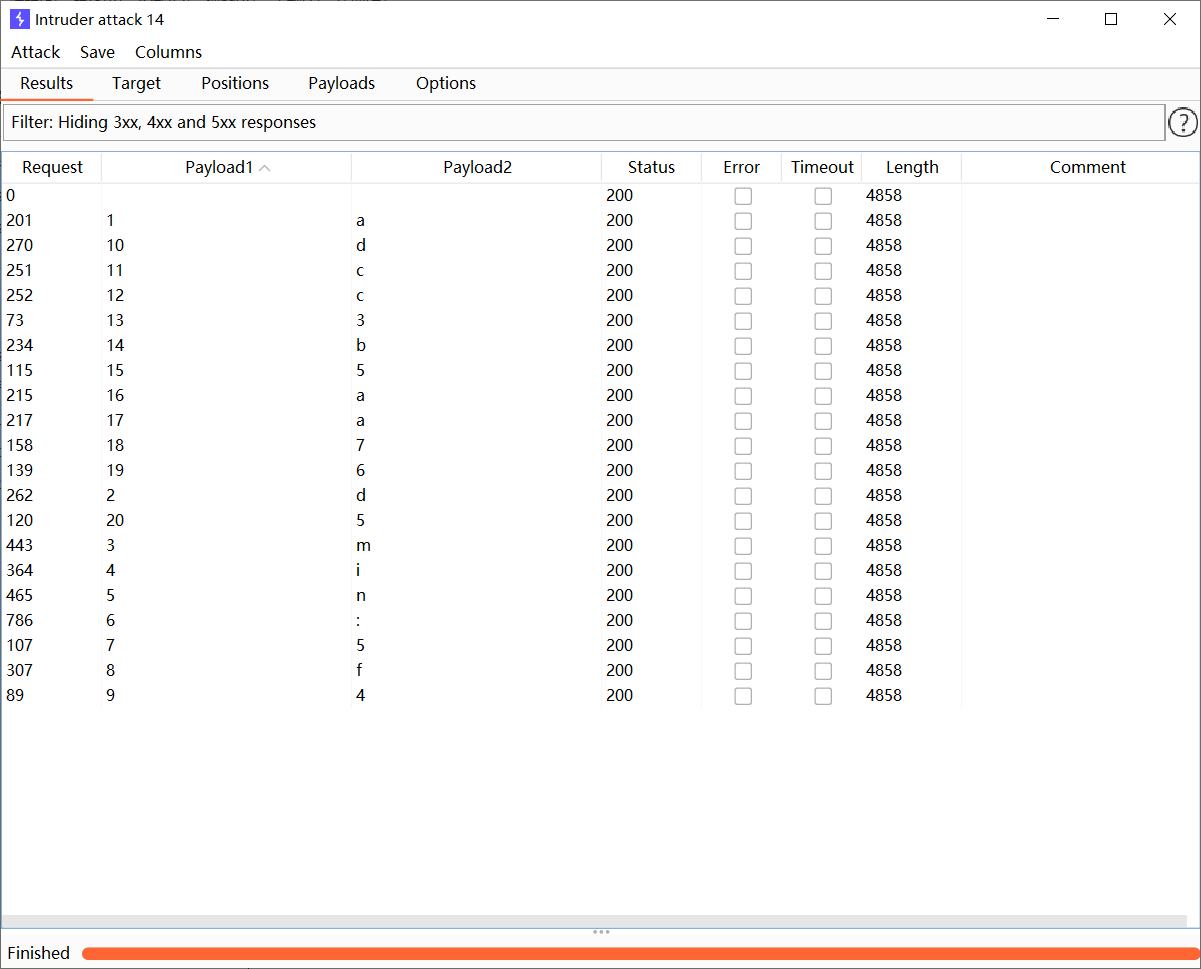 Intruder attack 14
Attack Save Columns
Results Target Positions Payloads Options
Filter: Hiding 3xx, 4xx and 5xx responses
?
Request Payload1 Payload2 Status Error Timeout Length Comment
0 200 4858
201 1 a 200 4858
270 10 d 200 4858
251 11 c 200 4858
252 12 c 200 4858
73 13 3 200 4858
234 14 b 200 4858
115 15 5 200 4858
215 16 a 200 4858
217 17 a 200 4858
158 18 7 200 4858
139 19 6 200 4858
262 2 d 200 4858
120 20 5 200 4858
443 3 m 200 4858
364 4 i 200 4858
465 5 n 200 4858
786 6 : 200 4858
107 7 5 200 4858
307 8 f 200 4858
89 9 4 200 4858
Finished